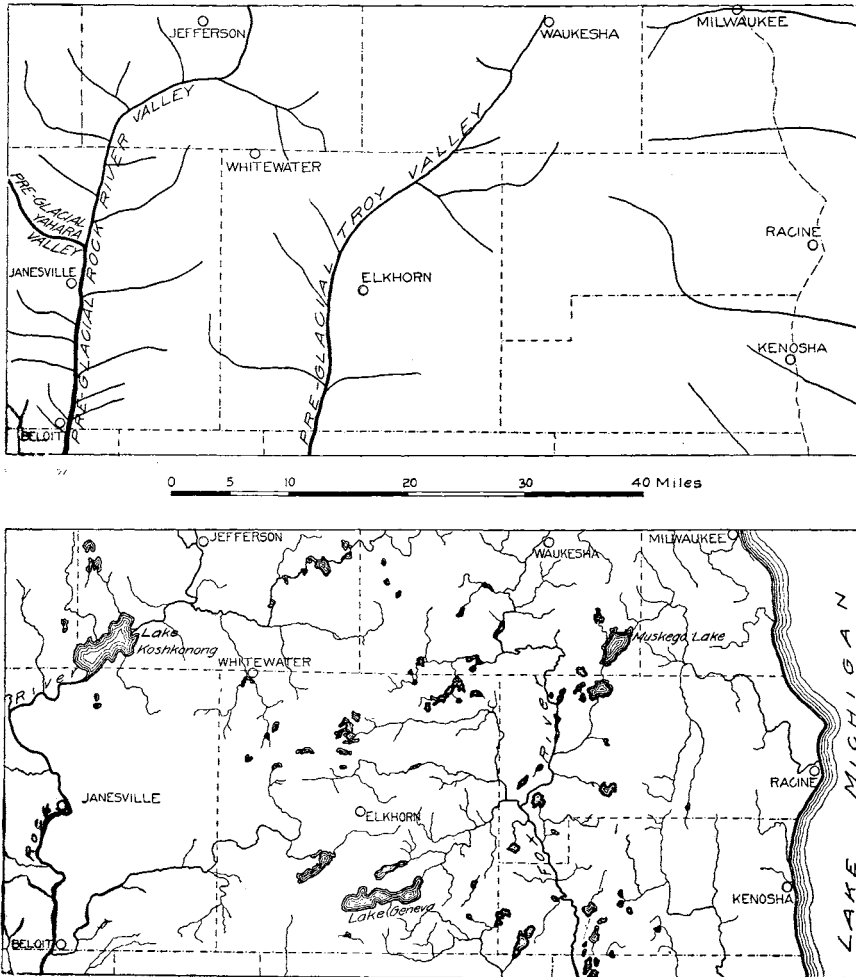 JEFFERSON
WAUKESHA
MILWAUKEE
PRE-GLACIAL ROCK RIVER VALLEY
WHITEWATER
PRE-GLACIAL TROY VALLEY
PRE-GLACIAL
YAHARA
VALLEY
RACINE
JANESVILLE
ELKHORN
KENOSHA
BELOIT
0 5 10 20 30 40 Miles
JEFFERSON
WAUKESHA
MILWAUKEE
Lake
Koshkonong
Muskego Lake
WHITEWATER
RIVER
RIVER
LAKE MICHIGAN
RACINE
JANESVILLE
ROCK
ELKHORN
FOX
KENOSHA
Lake Geneva
BELOIT